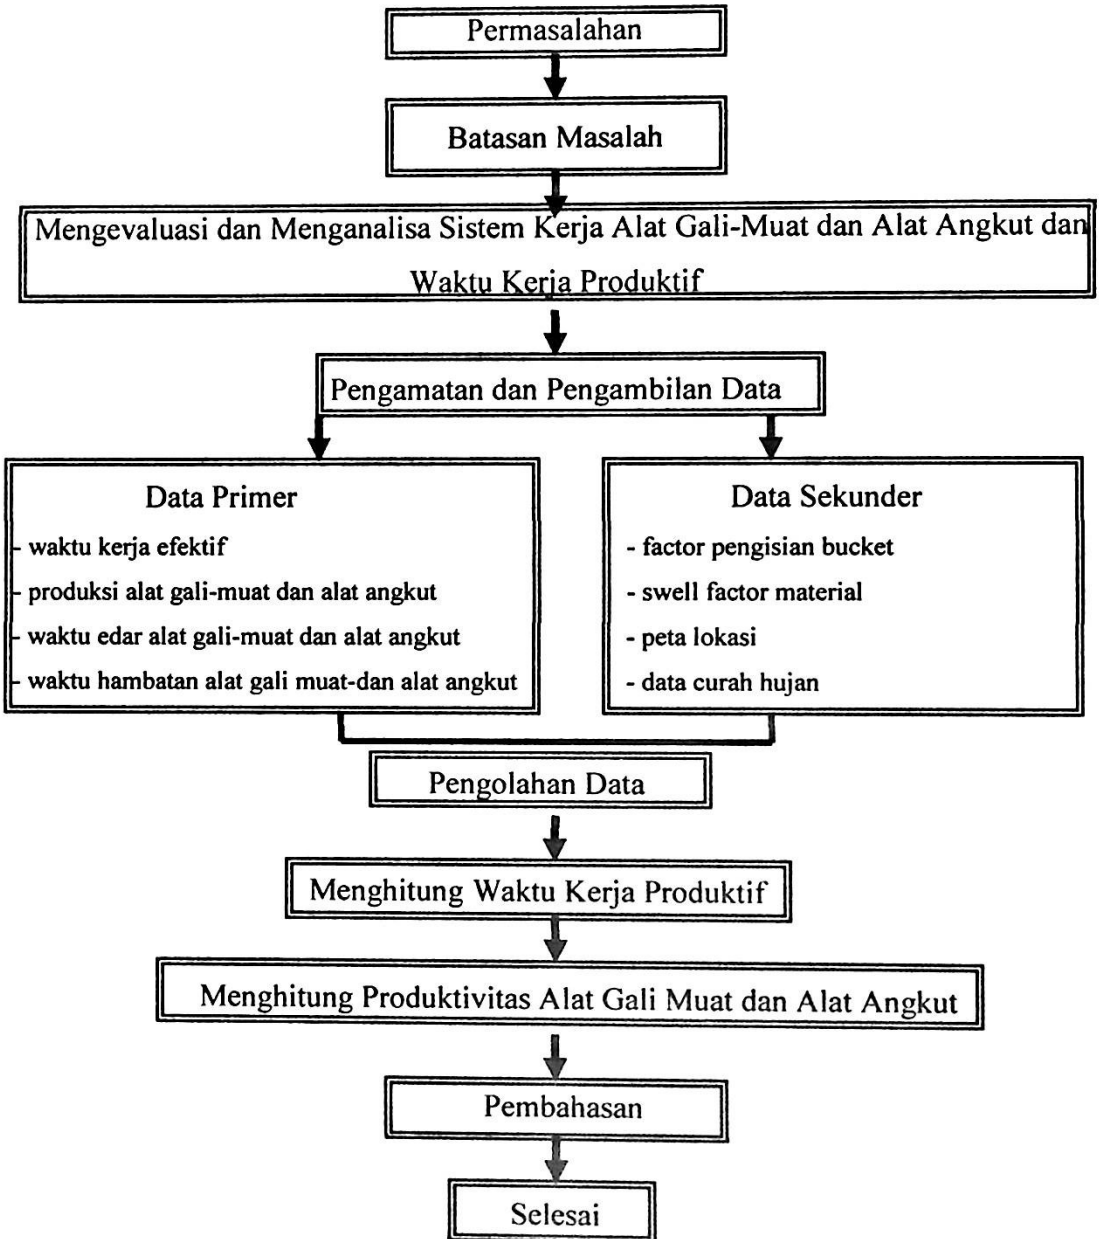 Permasalahan
Batasan Masalah
Mengevaluasi dan Menganalisa Sistem Kerja Alat Gali-Muat dan Alat Angkut dan
Waktu Kerja Produktif
Pengamatan dan Pengambilan Data
Data Primer
- waktu kerja efektif
- produksi alat gali-muat dan alat angkut
- waktu edar alat gali-muat dan alat angkut
- waktu hambatan alat gali muat-dan alat angkut
Data Sekunder
- factor pengisian bucket
- swell factor material
- peta lokasi
- data curah hujan
Pengolahan Data
Menghitung Waktu Kerja Produktif
Menghitung Produktivitas Alat Gali Muat dan Alat Angkut
Pembahasan
Selesai